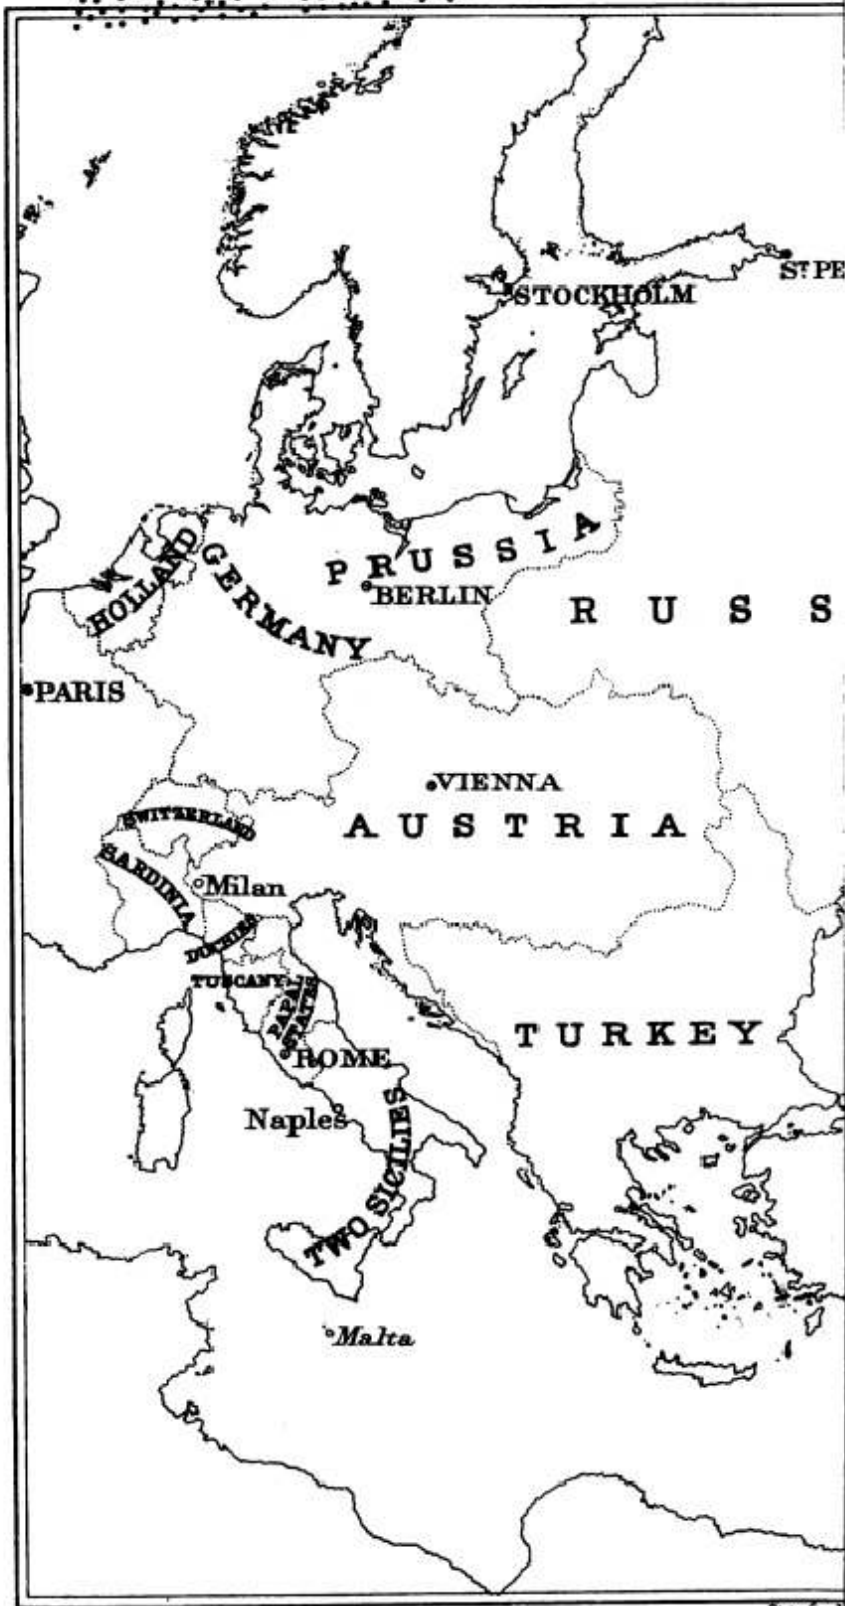 ST PE
STOCKHOLM
PRUSSIA
HOLLAND
GERMANY
BERLIN
RUSS
PARIS
VIENNA
SWITZERLAND
AUSTRIA
SARDINIA
Milan
DUCHIES
TUSCANY
PAPAL
STATES
TURKEY
ROME
Naples
TWO SICILIES
Malta